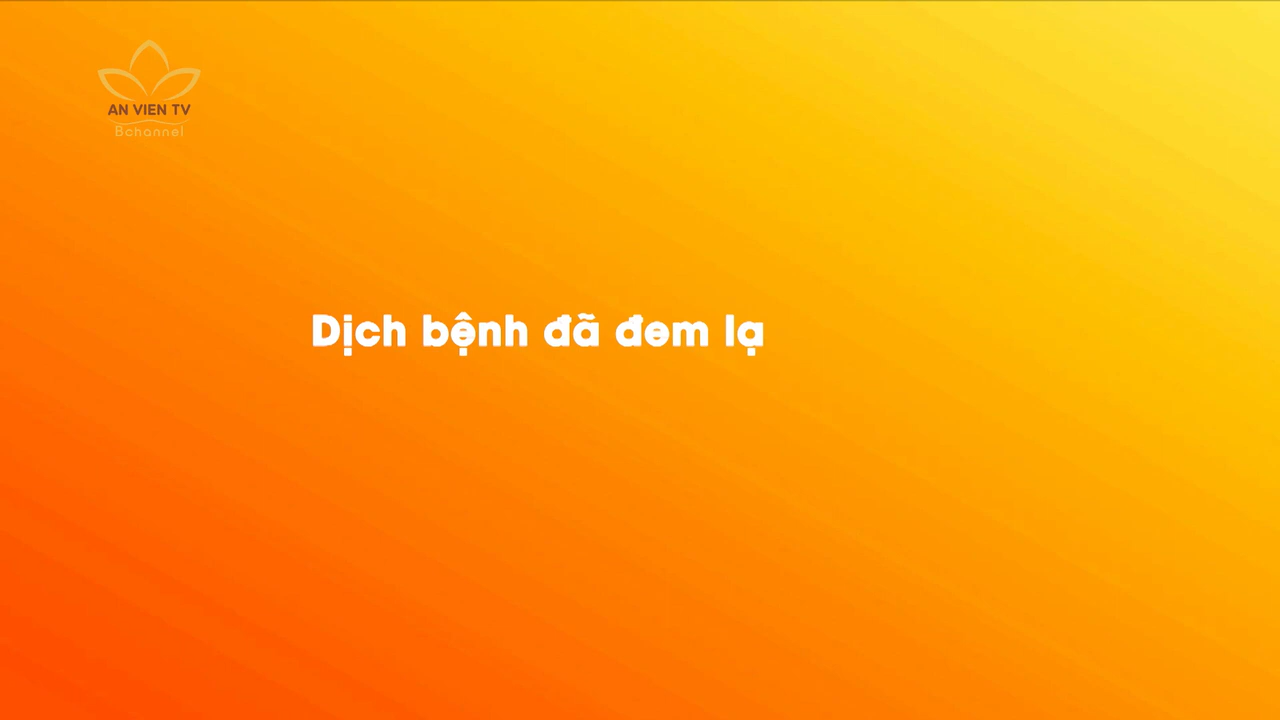 AN VIEN TV
Bchannel
Dịch bệnh đã đem lạ